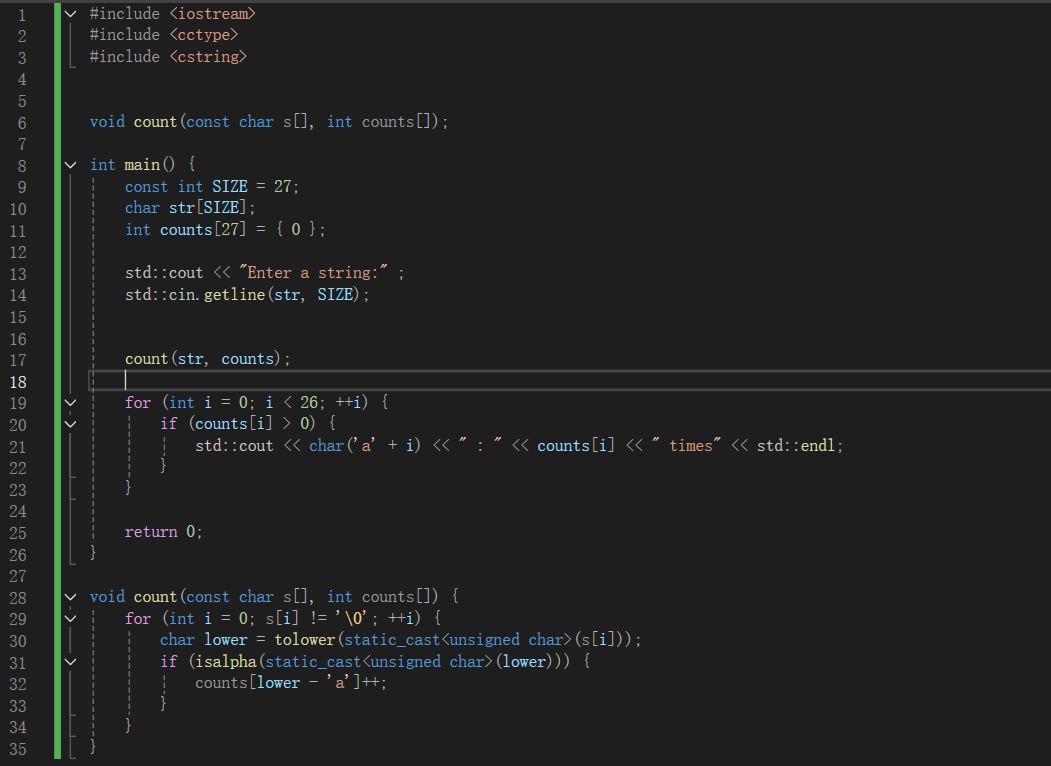 1 #include <iostream>
2 #include <cctype>
3 #include <cstring>
4
5
6 void count(const char s[], int counts[]);
7
8 int main() {
9     const int SIZE = 27;
10     char str[SIZE];
11     int counts[27] = { 0 };
12
13     std::cout << "Enter a string:" ;
14     std::cin.getline(str, SIZE);
15
16
17     count(str, counts);
18
19     for (int i = 0; i < 26; ++i) {
20         if (counts[i] > 0) {
21             std::cout << char('a' + i) << " : " << counts[i] << " times" << std::endl;
22         }
23     }
24
25     return 0;
26 }
27
28 void count(const char s[], int counts[]) {
29     for (int i = 0; s[i] != '\0'; ++i) {
30         char lower = tolower(static_cast<unsigned char>(s[i]));
31         if (isalpha(static_cast<unsigned char>(lower))) {
32             counts[lower - 'a']++;
33         }
34     }
35 }